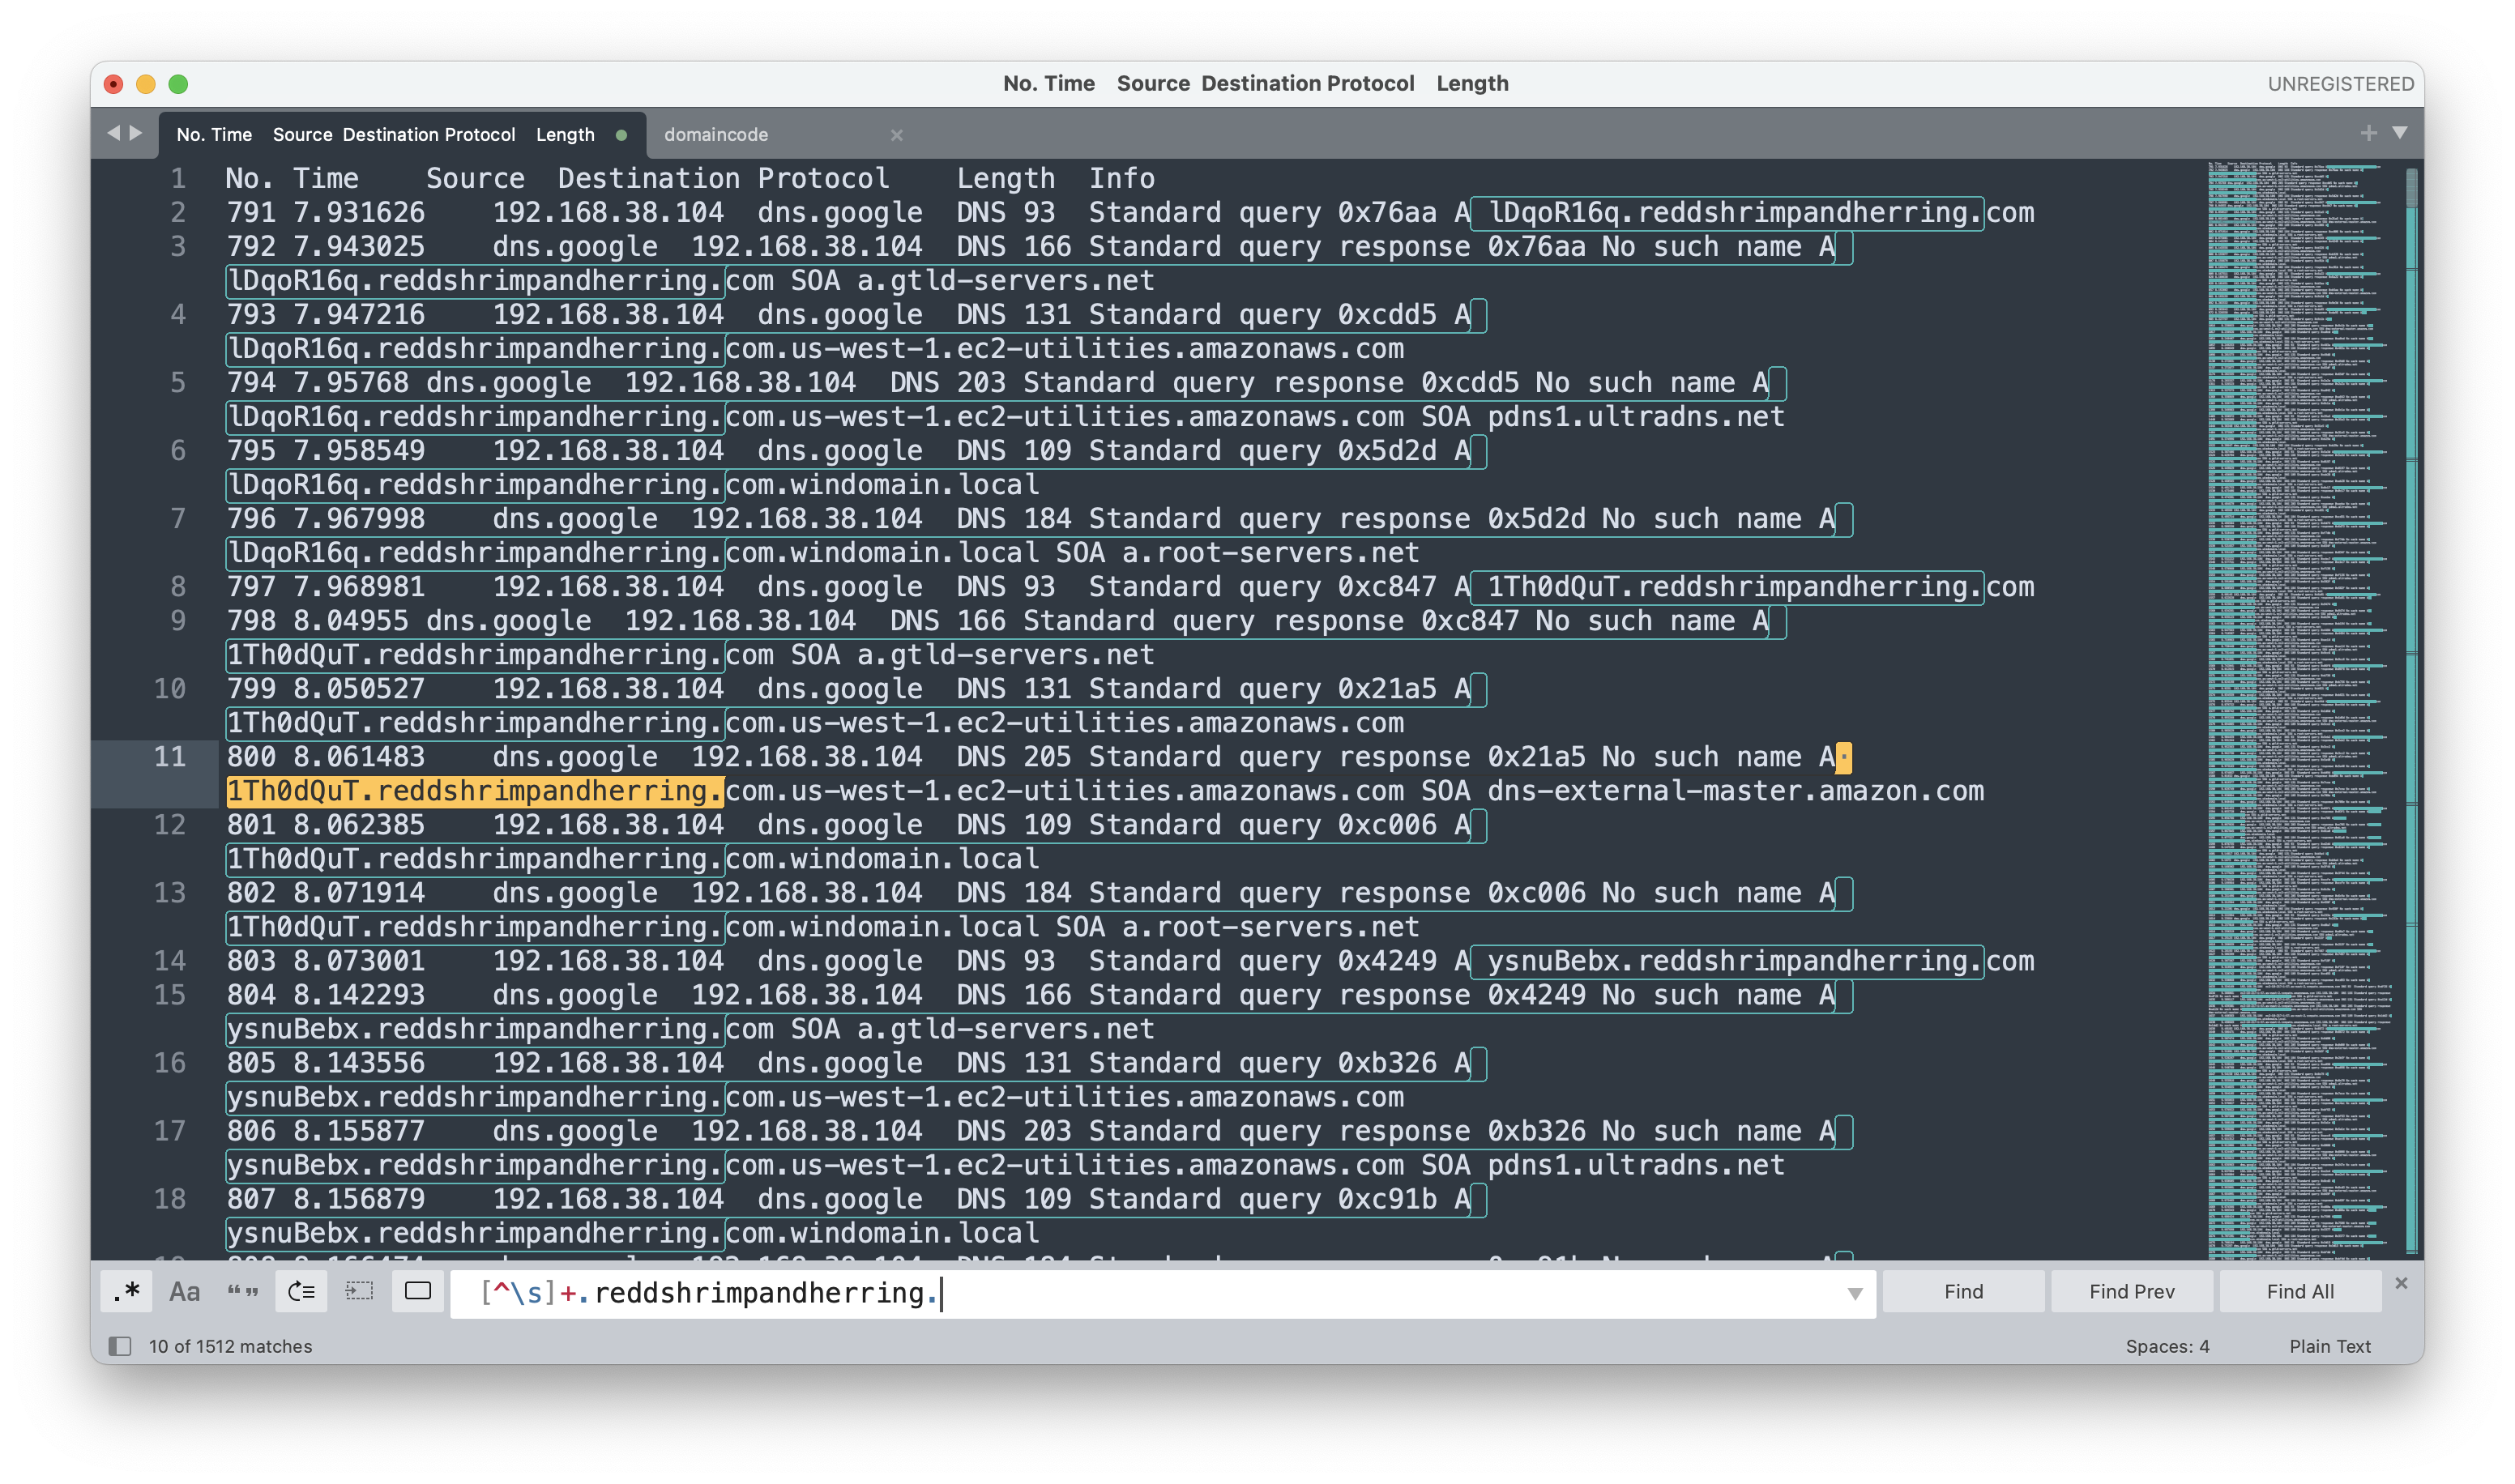 No. Time    Source  Destination Protocol    Length
UNREGISTERED
No. Time    Source  Destination Protocol    Length
domaincode
1 No. Time    Source  Destination Protocol    Length  Info
2 791 7.931626    192.168.38.104  dns.google  DNS 93  Standard query 0x76aa A lDqoR16q.reddshrimpandherring.com
3 792 7.943025    dns.google  192.168.38.104  DNS 166 Standard query response 0x76aa No such name A
lDqoR16q.reddshrimpandherring.com SOA a.gtld-servers.net
4 793 7.947216    192.168.38.104  dns.google  DNS 131 Standard query 0xcdd5 A
lDqoR16q.reddshrimpandherring.com.us-west-1.ec2-utilities.amazonaws.com
5 794 7.95768 dns.google  192.168.38.104  DNS 203 Standard query response 0xcdd5 No such name A
lDqoR16q.reddshrimpandherring.com.us-west-1.ec2-utilities.amazonaws.com SOA pdns1.ultradns.net
6 795 7.958549    192.168.38.104  dns.google  DNS 109 Standard query 0x5d2d A
lDqoR16q.reddshrimpandherring.com.windomain.local
7 796 7.967998    dns.google  192.168.38.104  DNS 184 Standard query response 0x5d2d No such name A
lDqoR16q.reddshrimpandherring.com.windomain.local SOA a.root-servers.net
8 797 7.968981    192.168.38.104  dns.google  DNS 93  Standard query 0xc847 A 1Th0dQuT.reddshrimpandherring.com
9 798 8.04955 dns.google  192.168.38.104  DNS 166 Standard query response 0xc847 No such name A
1Th0dQuT.reddshrimpandherring.com SOA a.gtld-servers.net
10 799 8.050527    192.168.38.104  dns.google  DNS 131 Standard query 0x21a5 A
1Th0dQuT.reddshrimpandherring.com.us-west-1.ec2-utilities.amazonaws.com
11 800 8.061483    dns.google  192.168.38.104  DNS 205 Standard query response 0x21a5 No such name A
1Th0dQuT.reddshrimpandherring.com.us-west-1.ec2-utilities.amazonaws.com SOA dns-external-master.amazon.com
12 801 8.062385    192.168.38.104  dns.google  DNS 109 Standard query 0xc006 A
1Th0dQuT.reddshrimpandherring.com.windomain.local
13 802 8.071914    dns.google  192.168.38.104  DNS 184 Standard query response 0xc006 No such name A
1Th0dQuT.reddshrimpandherring.com.windomain.local SOA a.root-servers.net
14 803 8.073001    192.168.38.104  dns.google  DNS 93  Standard query 0x4249 A ysnuBebx.reddshrimpandherring.com
15 804 8.142293    dns.google  192.168.38.104  DNS 166 Standard query response 0x4249 No such name A
ysnuBebx.reddshrimpandherring.com SOA a.gtld-servers.net
16 805 8.143556    192.168.38.104  dns.google  DNS 131 Standard query 0xb326 A
ysnuBebx.reddshrimpandherring.com.us-west-1.ec2-utilities.amazonaws.com
17 806 8.155877    dns.google  192.168.38.104  DNS 203 Standard query response 0xb326 No such name A
ysnuBebx.reddshrimpandherring.com.us-west-1.ec2-utilities.amazonaws.com SOA pdns1.ultradns.net
18 807 8.156879    192.168.38.104  dns.google  DNS 109 Standard query 0xc91b A
ysnuBebx.reddshrimpandherring.com.windomain.local
.* Aa “” [^\s]+.reddshrimpandherring. Find Find Prev Find All
10 of 1512 matches
Spaces: 4
Plain Text